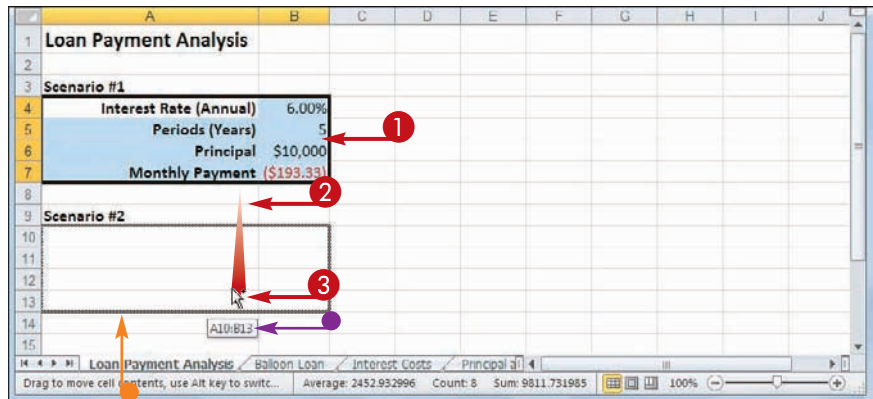 A B C D E F G H I J
1 Loan Payment Analysis
2
3 Scenario #1
4 Interest Rate (Annual) 6.00%
5 Periods (Years) 5
6 Principal $10,000
7 Monthly Payment ($193.33)
8
9 Scenario #2
10
11
12
13
14
15
1
2
3
A10:B13
Loan Payment Analysis Balloon Loan Interest Costs Principal
Drag to move cell contents, use Alt key to switc... Average: 2452.932996 Count: 8 Sum: 9811.731985 100%